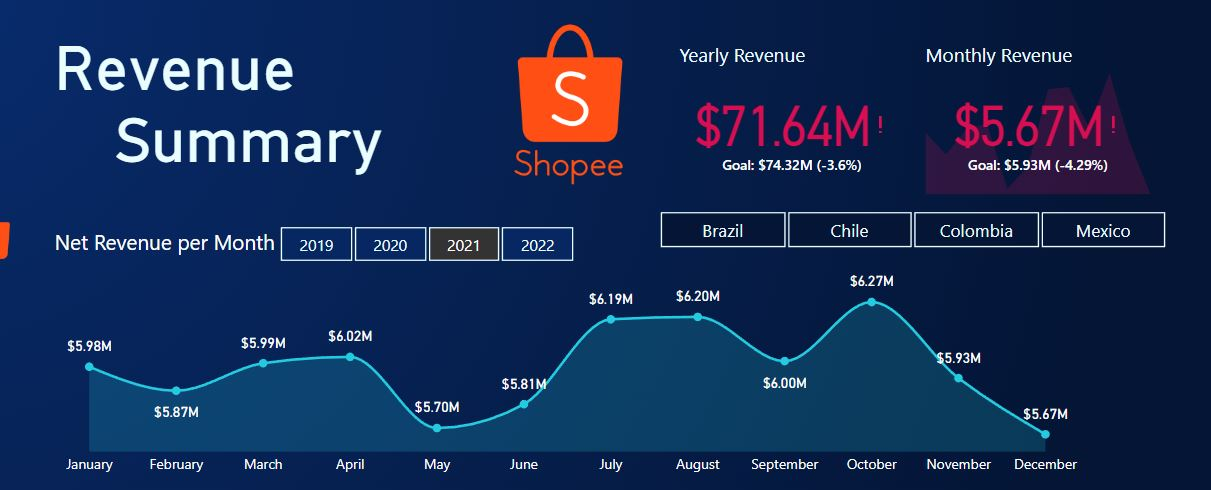 Revenue
Summary
S
Shopee
Yearly Revenue
$71.64M!
Goal: $74.32M (-3.6%)
Monthly Revenue
$5.67M!
Goal: $5.93M (-4.29%)
Net Revenue per Month
2019 2020 2021 2022
Brazil Chile Colombia Mexico
$5.98M
$5.87M
$5.99M
$6.02M
$5.70M
$5.81M
$6.19M
$6.20M
$6.00M
$6.27M
$5.93M
$5.67M
January February March April May June July August September October November December